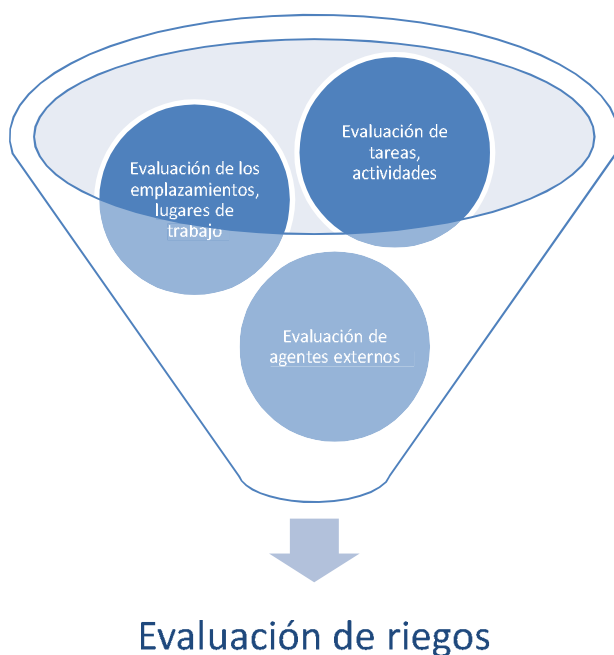 Evaluación de
tareas,
actividades
Evaluación de los
emplazamientos,
lugares de
trabajo
Evaluación de
agentes externos
Evaluación de riegos